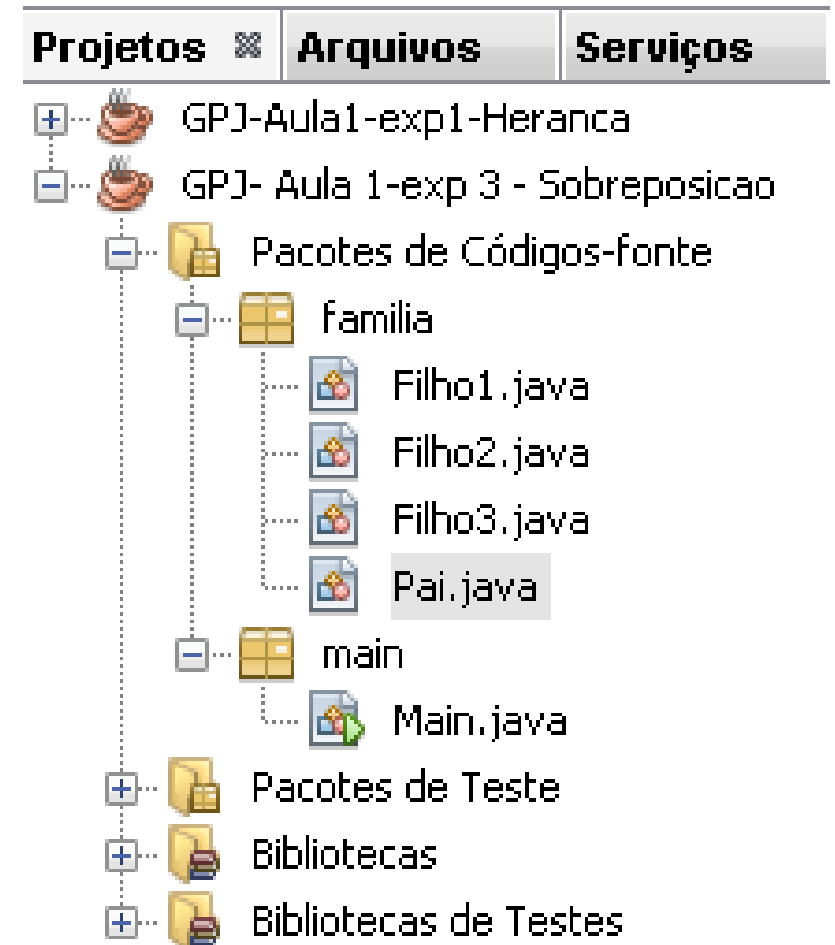 Projetos Arquivos Serviços
GPJ-Aula1-exp1-Heranca
GPJ- Aula 1-exp 3 - Sobreposicao
Pacotes de Códigos-fonte
familia
Filho1.java
Filho2.java
Filho3.java
Pai.java
main
Main.java
Pacotes de Teste
Bibliotecas
Bibliotecas de Testes